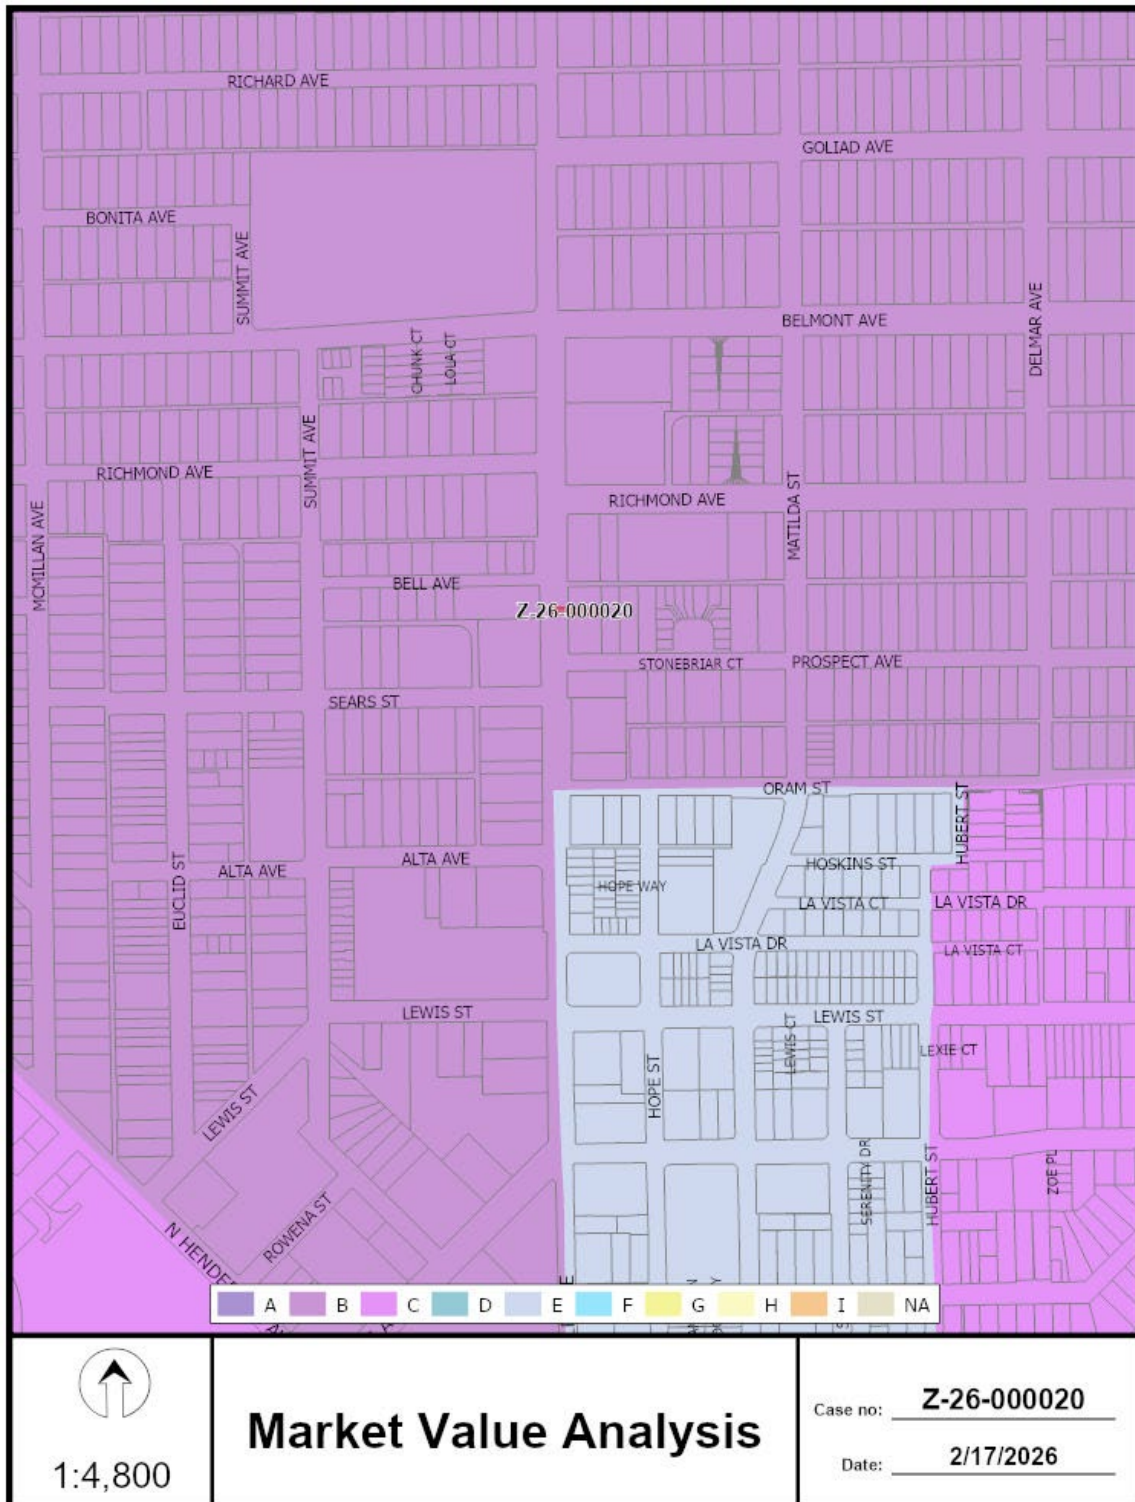 RICHARD AVE
GOLIAD AVE
BONITA AVE
SUMMIT AVE
DELMAR AVE
BELMONT AVE
CHUNK CT
LOLA CT
SUMMIT AVE
RICHMOND AVE
RICHMOND AVE
MATILDA ST
MCMILLAN AVE
BELL AVE
Z-26-000020
STONEBRIAR CT
PROSPECT AVE
SEARS ST
ORAM ST
HUBERT ST
ALTA AVE
HOSKINS ST
EUCLID ST
ALTA AVE
HOPE WAY
LA VISTA CT
LA VISTA DR
LA VISTA DR
LA VISTA CT
LEWIS ST
LEWIS ST
LEWIS CT
LEXIE CT
HOPE ST
LEWIS ST
SERENITY DR
HUBERT ST
ZOE PL
ROWENA ST
N HENDE
A B C D E F G H I NA
1:4,800
Market Value Analysis
Case no: Z-26-000020
Date: 2/17/2026